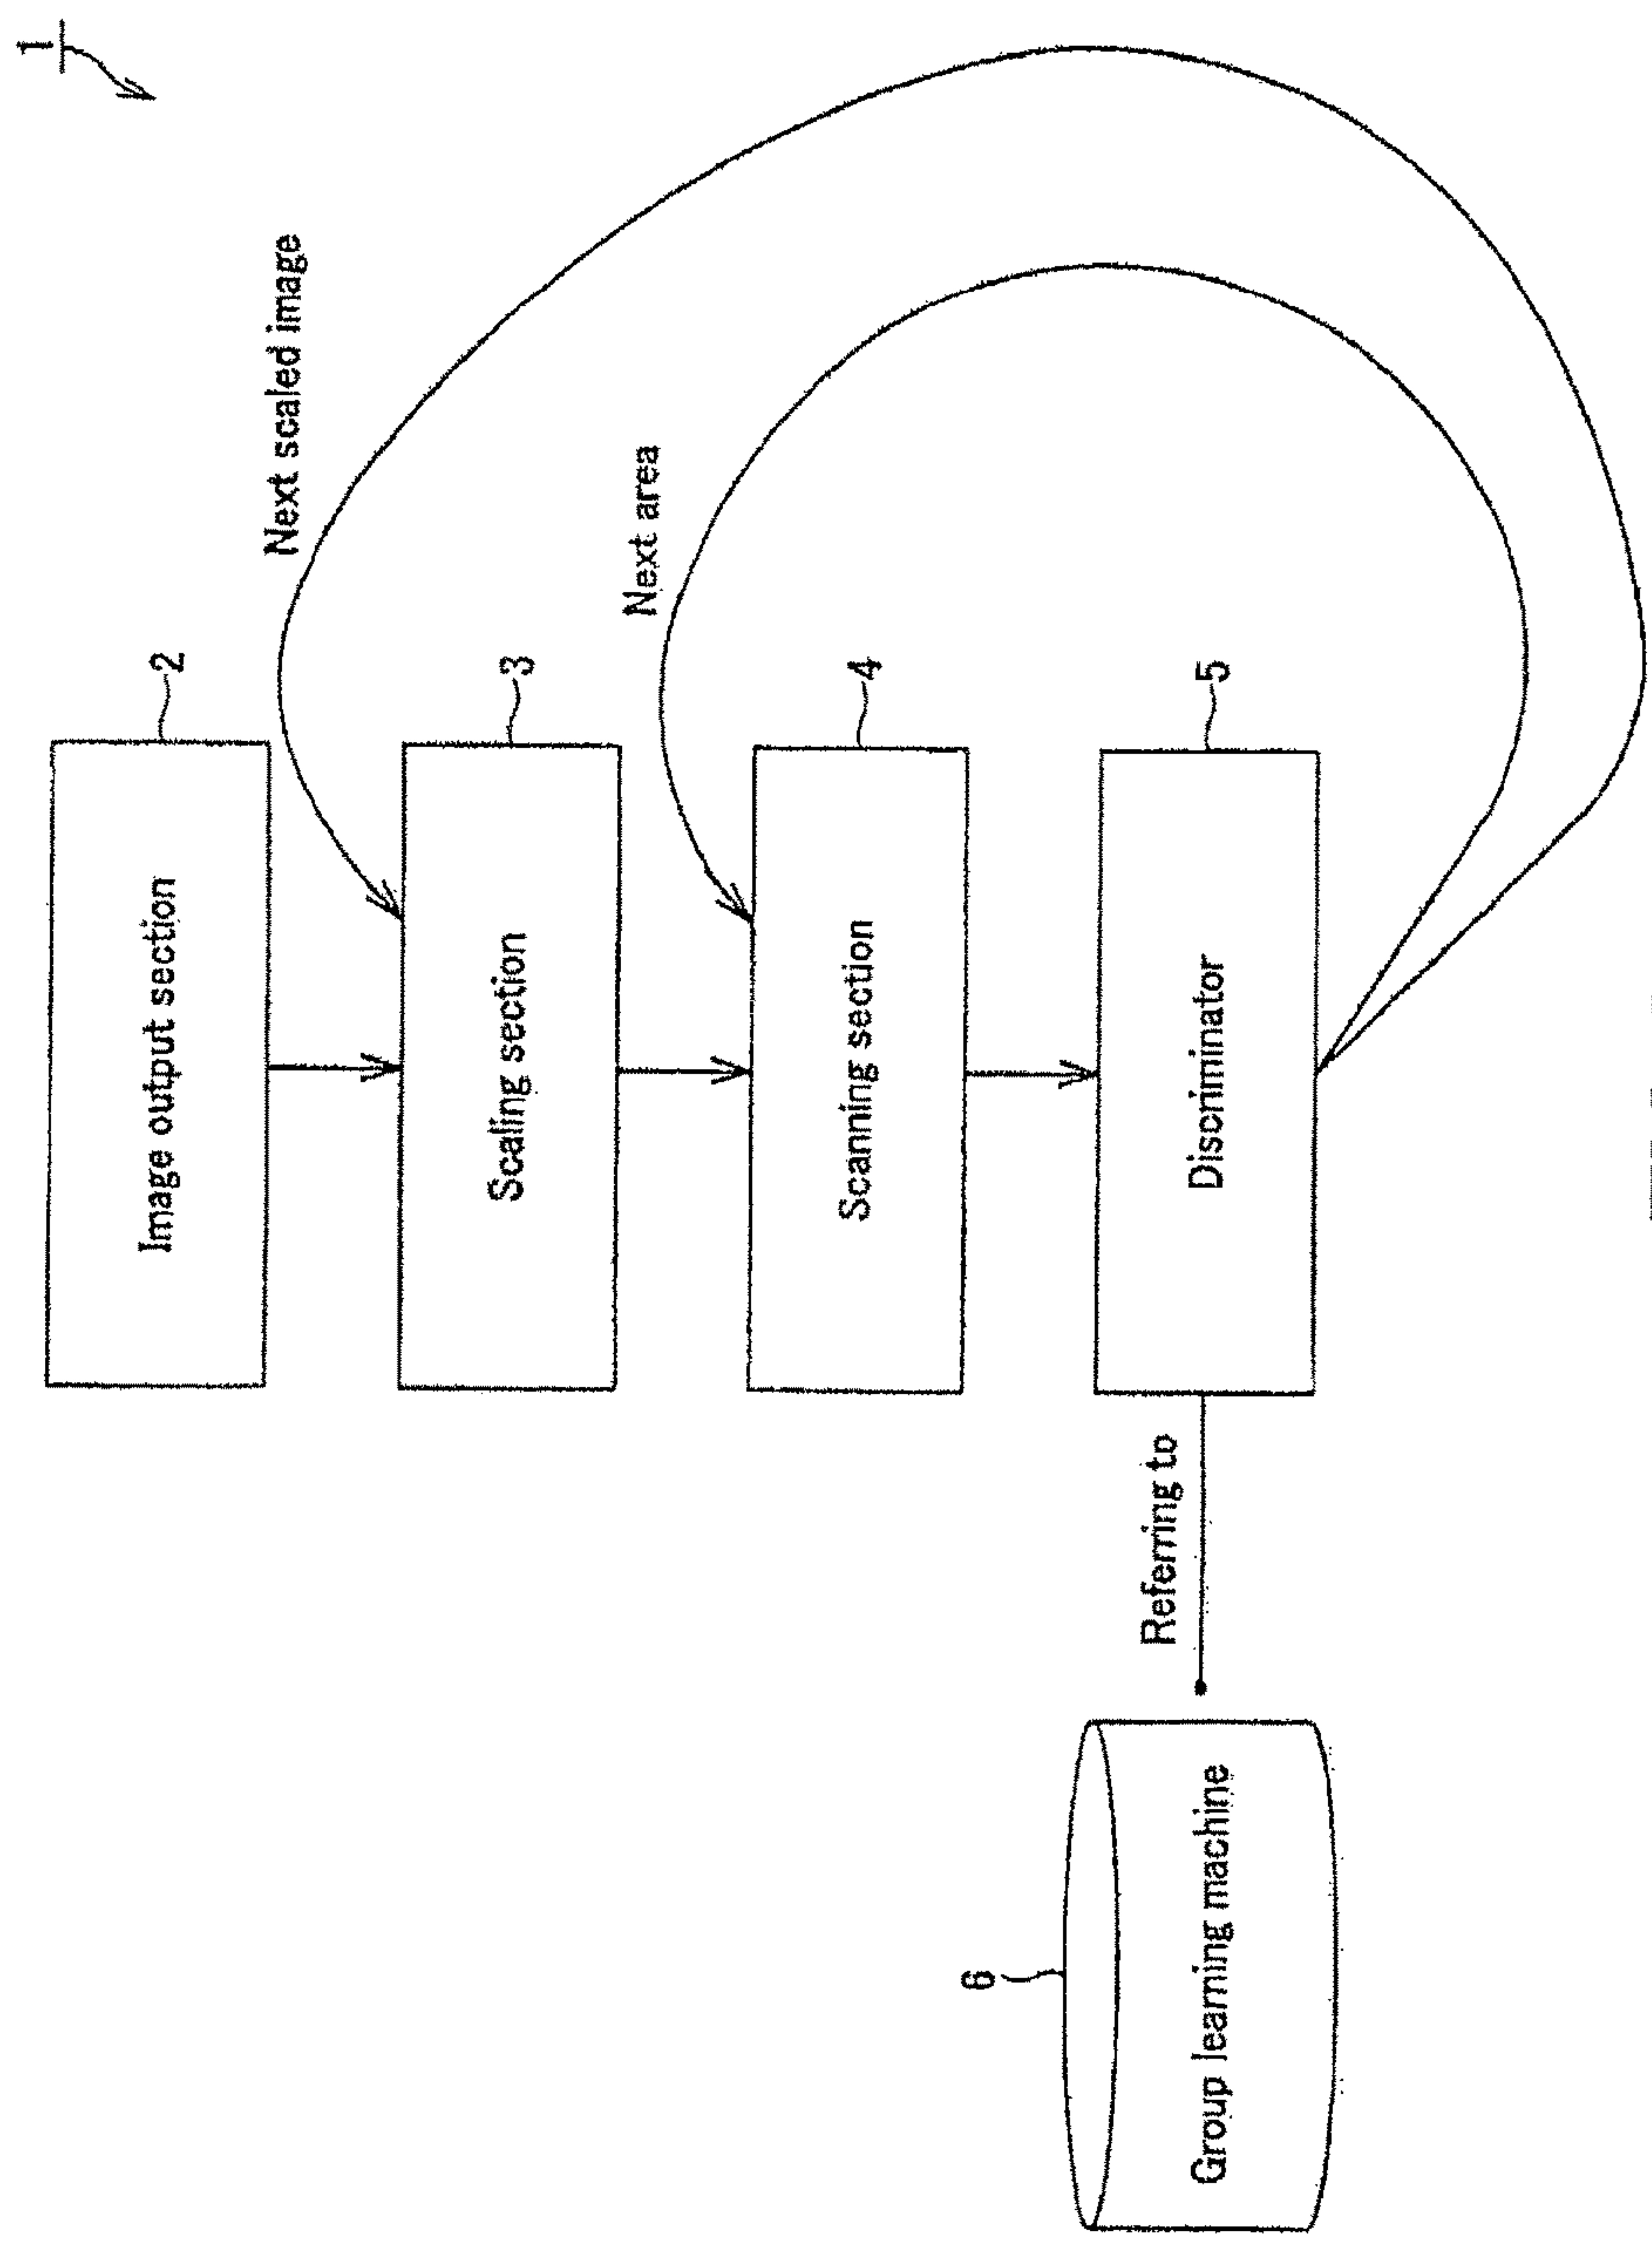 1
Next scaled image
Next area
Image output section
2
Scaling section
3
Scanning section
4
Discriminator
5
Referring to
6
Group learning machine